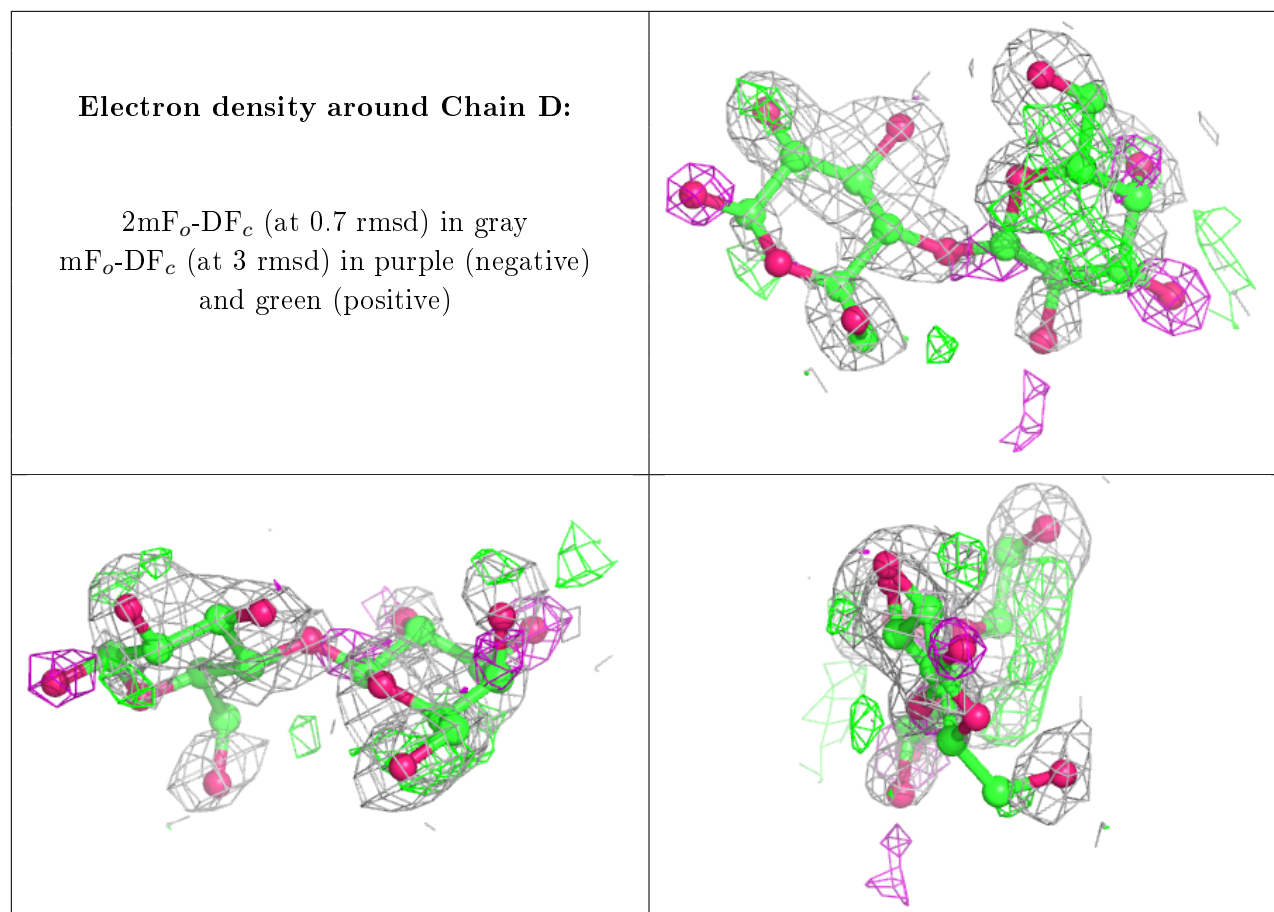 Electron density around Chain D:
2mFₒ-DF𝒸 (at 0.7 rmsd) in gray
mFₒ-DF𝒸 (at 3 rmsd) in purple (negative)
and green (positive)